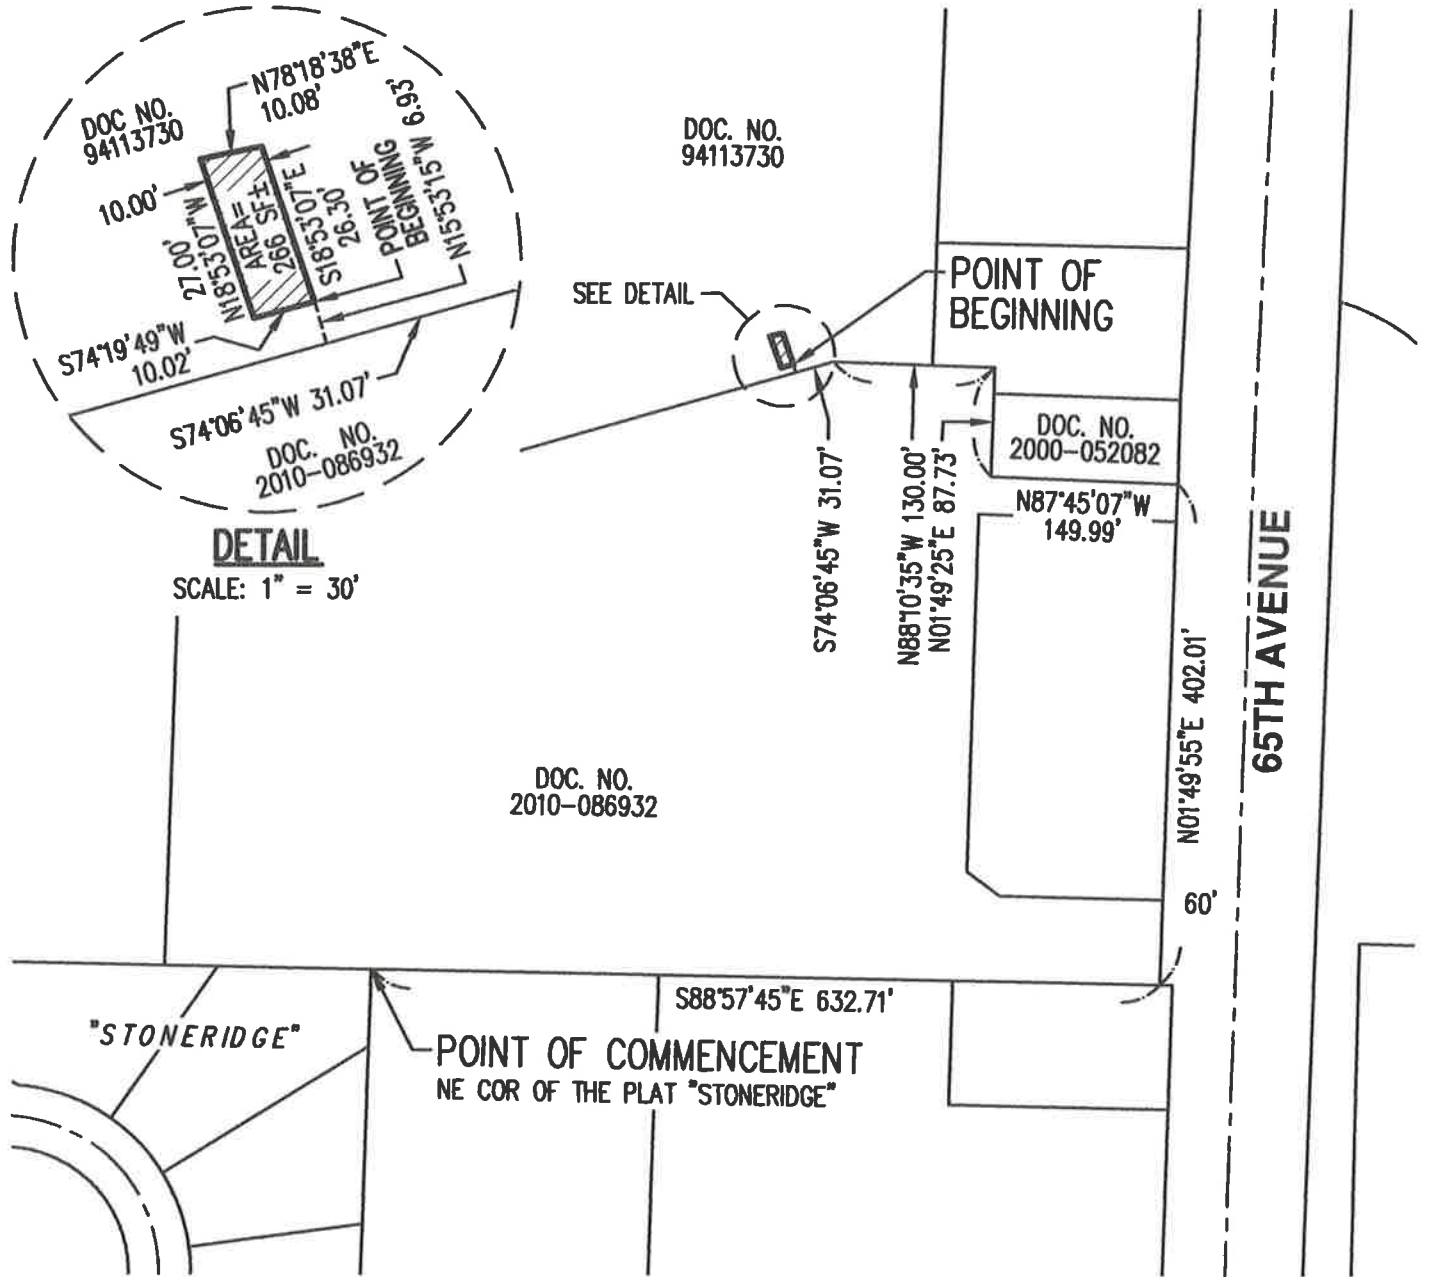 N78°18'38"E
10.08'
DOC NO.
94113730
10.00'
N18°53'07"W
27.00'
AREA=
266 SF±
S18°53'07"E
26.30'
POINT OF
BEGINNING
N15°53'15"W 6.93'
S74°19'49"W
10.02'
S74°06'45"W 31.07'
DOC. NO.
2010-086932
DETAIL
SCALE: 1" = 30'
DOC. NO.
94113730
SEE DETAIL
POINT OF
BEGINNING
DOC. NO.
2000-052082
N87°45'07"W
149.99'
S74°06'45"W 31.07'
N88°10'35"W 130.00'
N01°49'25"E 87.73'
65TH AVENUE
N01°49'55"E 402.01'
60'
DOC. NO.
2010-086932
S88°57'45"E 632.71'
"STONERIDGE"
POINT OF COMMENCEMENT
NE COR OF THE PLAT "STONERIDGE"